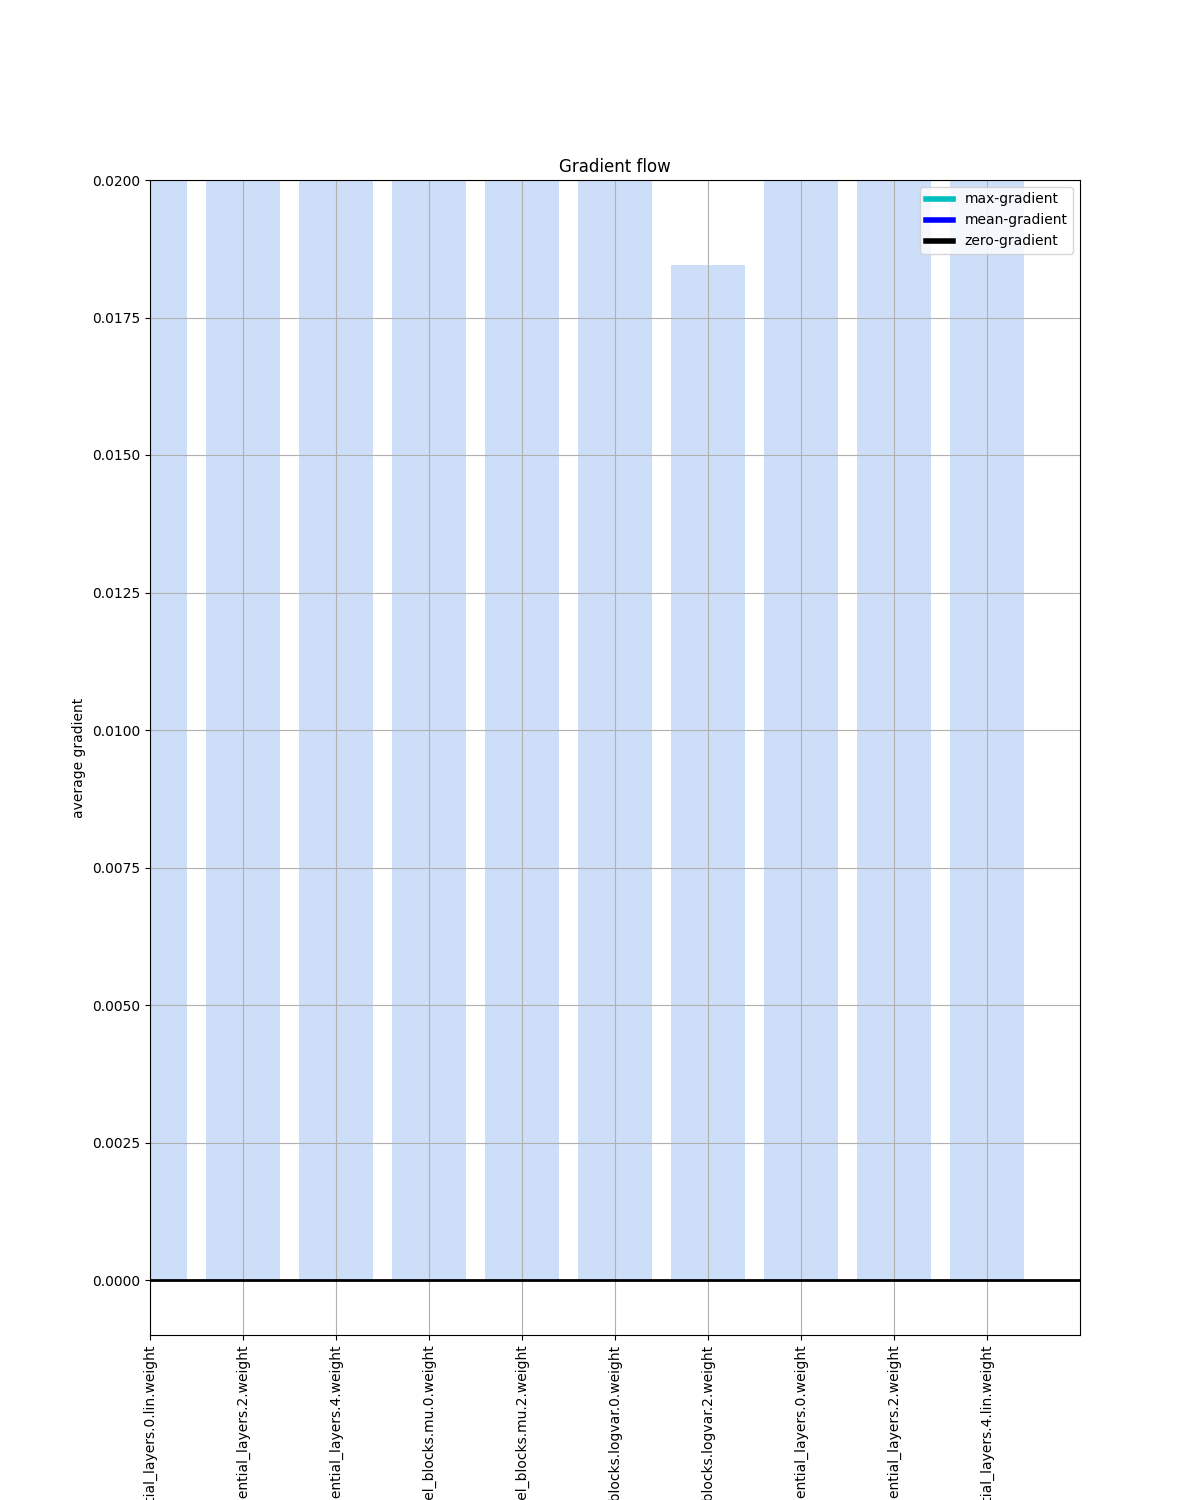 Gradient flow
max-gradient
mean-gradient
zero-gradient
0.0200
0.0175
0.0150
0.0125
0.0100
0.0075
0.0050
0.0025
0.0000
average gradient
tial_layers.0.lin.weight
ential_layers.2.weight
ential_layers.4.weight
el_blocks.mu.0.weight
el_blocks.mu.2.weight
blocks.logvar.0.weight
blocks.logvar.2.weight
ential_layers.0.weight
ential_layers.2.weight
tial_layers.4.lin.weight